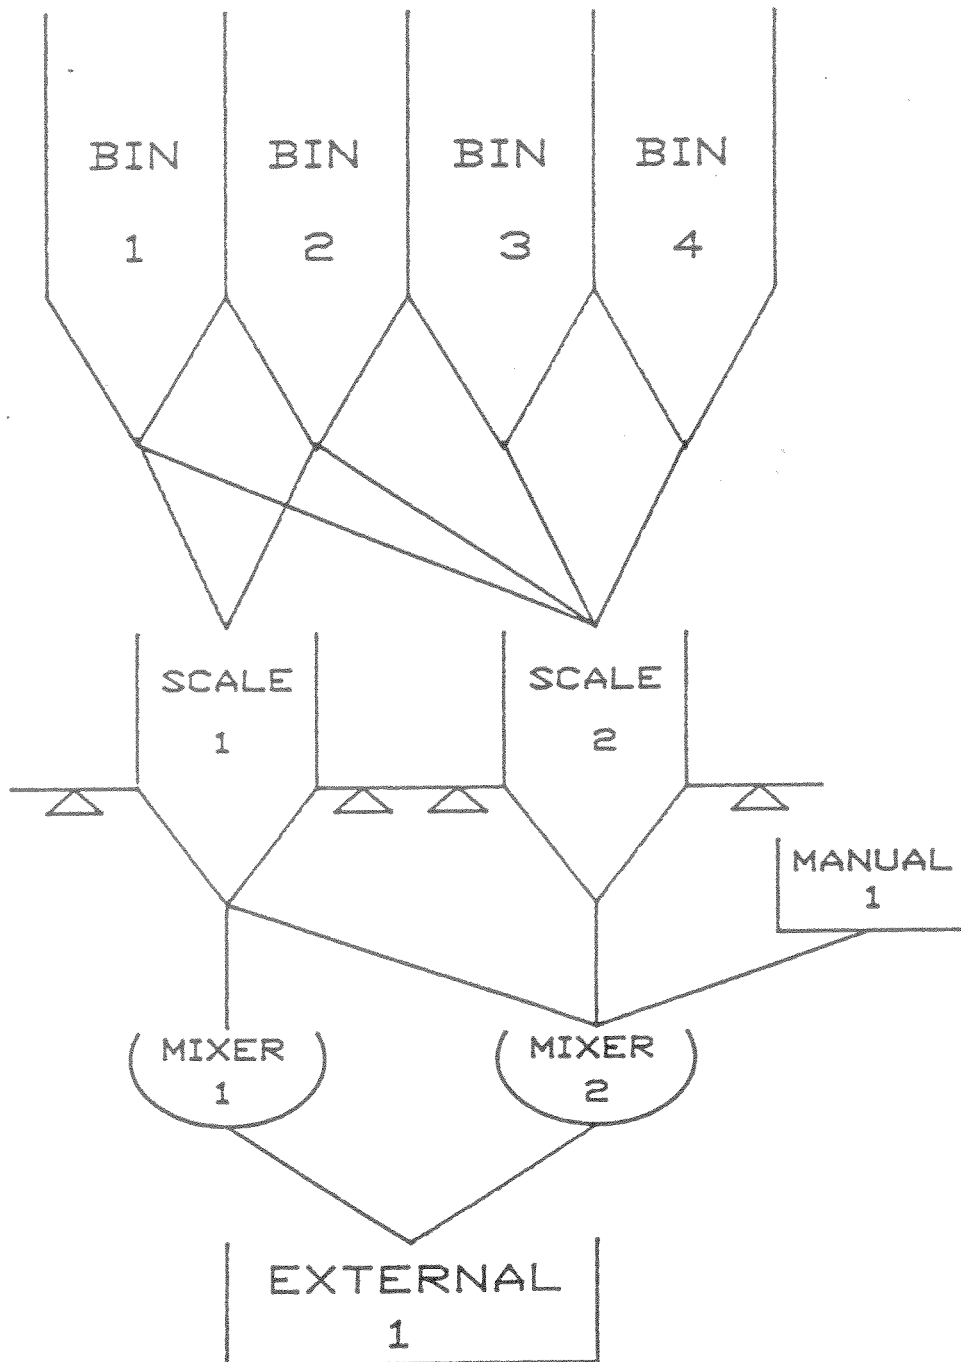 BIN BIN BIN BIN
1 2 3 4
SCALE SCALE
1 2
MANUAL
1
MIXER MIXER
1 2
EXTERNAL
1